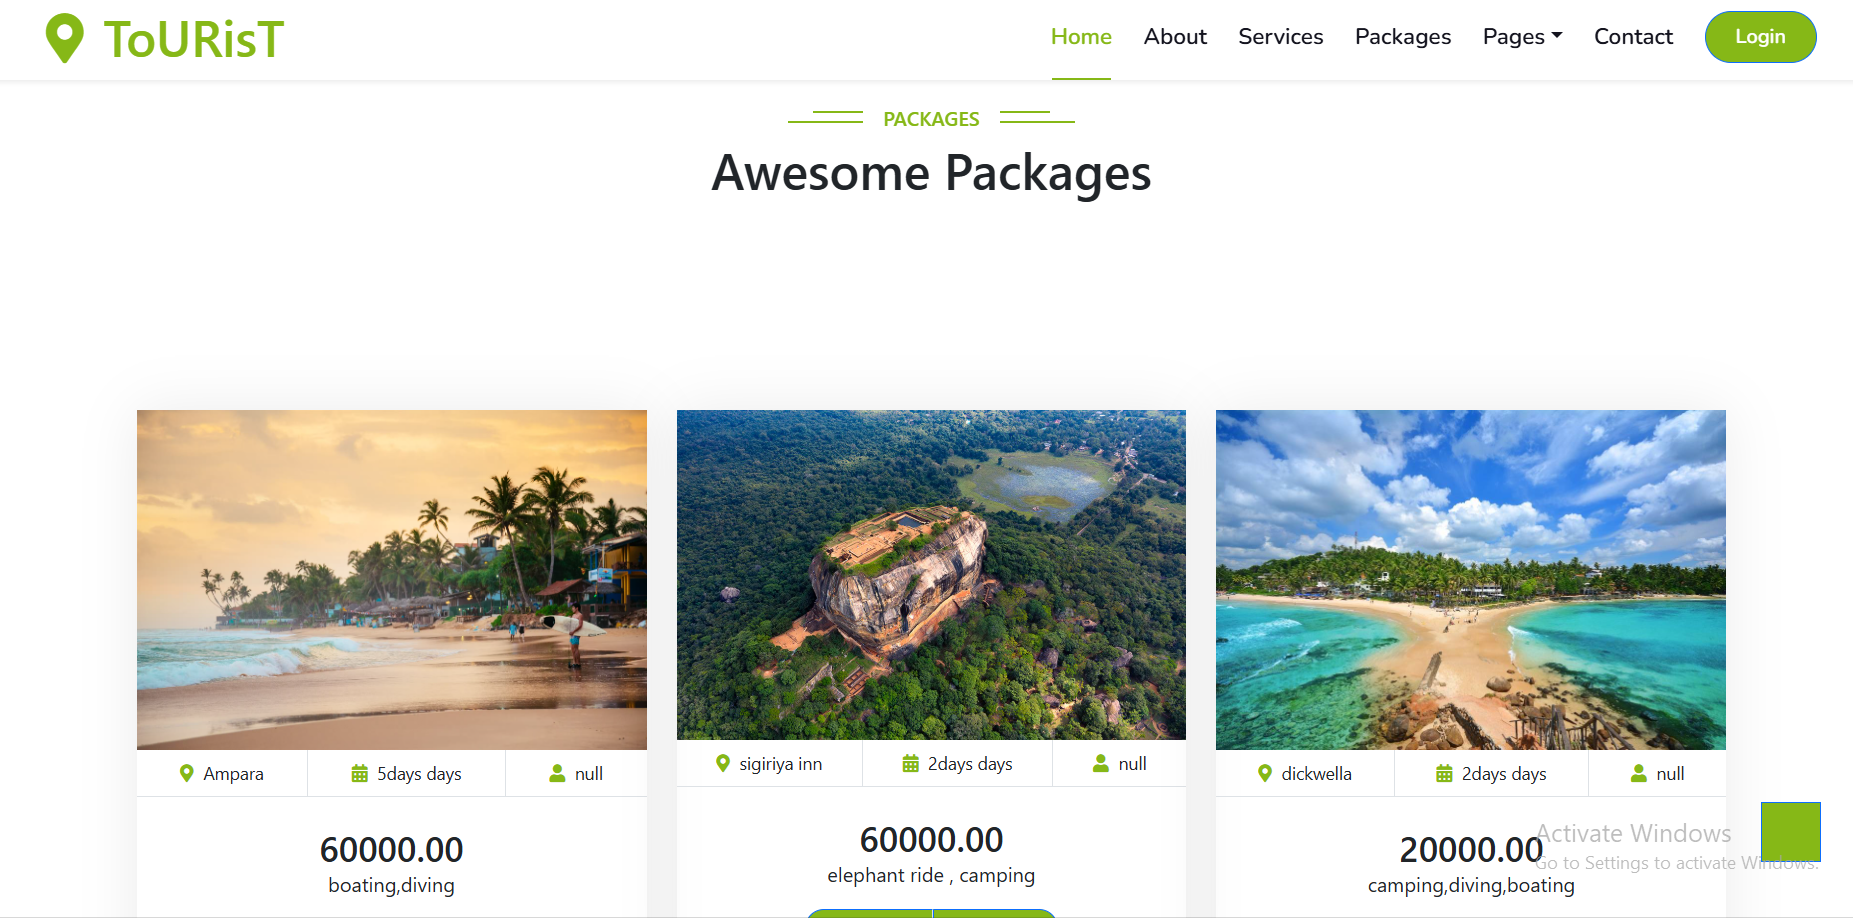 ToURisT
Home About Services Packages Pages Contact Login
PACKAGES
Awesome Packages
Ampara 5days days null
60000.00
boating,diving
sigiriya inn 2days days null
60000.00
elephant ride , camping
dickwella 2days days null
20000.00
camping,diving,boating
Activate Windows
Go to Settings to activate Windows.